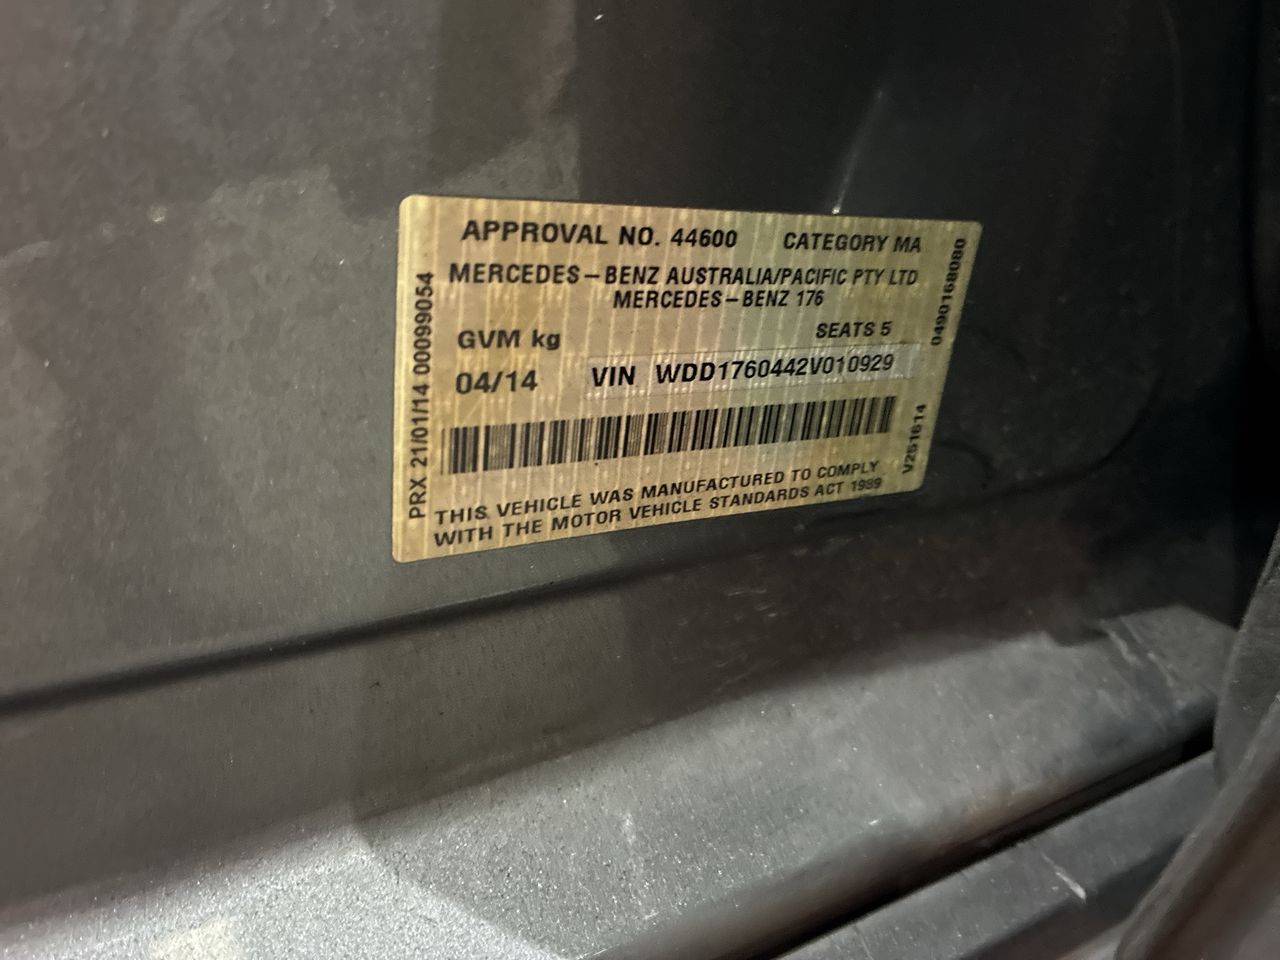 APPROVAL NO. 44600 CATEGORY MA
MERCEDES-BENZ AUSTRALIA/PACIFIC PTY LTD
MERCEDES-BENZ 176
GVM kg SEATS 5
04/14 VIN WDD1760442V010929
THIS VEHICLE WAS MANUFACTURED TO COMPLY
WITH THE MOTOR VEHICLE STANDARDS ACT 1989
PRX 21/01/14 00099054
0490168080
V251614